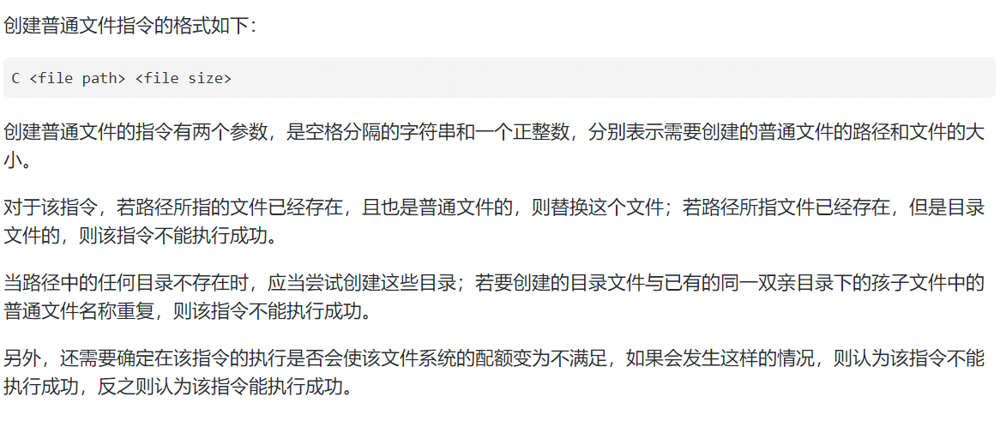 创建普通文件指令的格式如下：
C <file path> <file size>
创建普通文件的指令有两个参数，是空格分隔的字符串和一个正整数，分别表示需要创建的普通文件的路径和文件的大
小。
对于该指令，若路径所指的文件已经存在，且也是普通文件的，则替换这个文件；若路径所指文件已经存在，但是目录
文件的，则该指令不能执行成功。
当路径中的任何目录不存在时，应当尝试创建这些目录；若要创建的目录文件与已有的同一双亲目录下的孩子文件中的
普通文件名称重复，则该指令不能执行成功。
另外，还需要确定在该指令的执行是否会使该文件系统的配额变为不满足，如果会发生这样的情况，则认为该指令不能
执行成功，反之则认为该指令能执行成功。